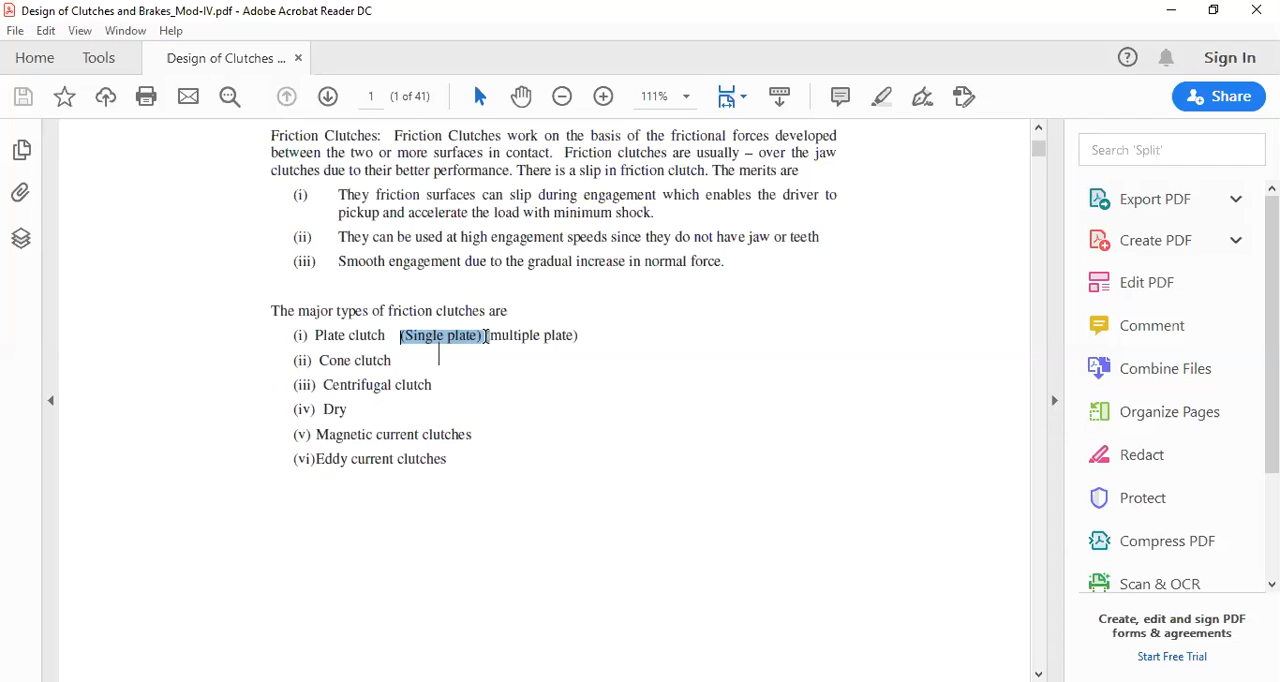 Design of Clutches and Brakes_Mod-IV.pdf - Adobe Acrobat Reader DC
File Edit View Window Help
Home Tools Design of Clutches ... × Sign In
1 (1 of 41) 111% Share
Friction Clutches: Friction Clutches work on the basis of the frictional forces developed
between the two or more surfaces in contact. Friction clutches are usually – over the jaw
clutches due to their better performance. There is a slip in friction clutch. The merits are
(i) They friction surfaces can slip during engagement which enables the driver to
pickup and accelerate the load with minimum shock.
(ii) They can be used at high engagement speeds since they do not have jaw or teeth
(iii) Smooth engagement due to the gradual increase in normal force.
The major types of friction clutches are
(i) Plate clutch (Single plate) (multiple plate)
(ii) Cone clutch
(iii) Centrifugal clutch
(iv) Dry
(v) Magnetic current clutches
(vi)Eddy current clutches
Search 'Split'
Export PDF
Create PDF
Edit PDF
Comment
Combine Files
Organize Pages
Redact
Protect
Compress PDF
Scan & OCR
Create, edit and sign PDF
forms & agreements
Start Free Trial